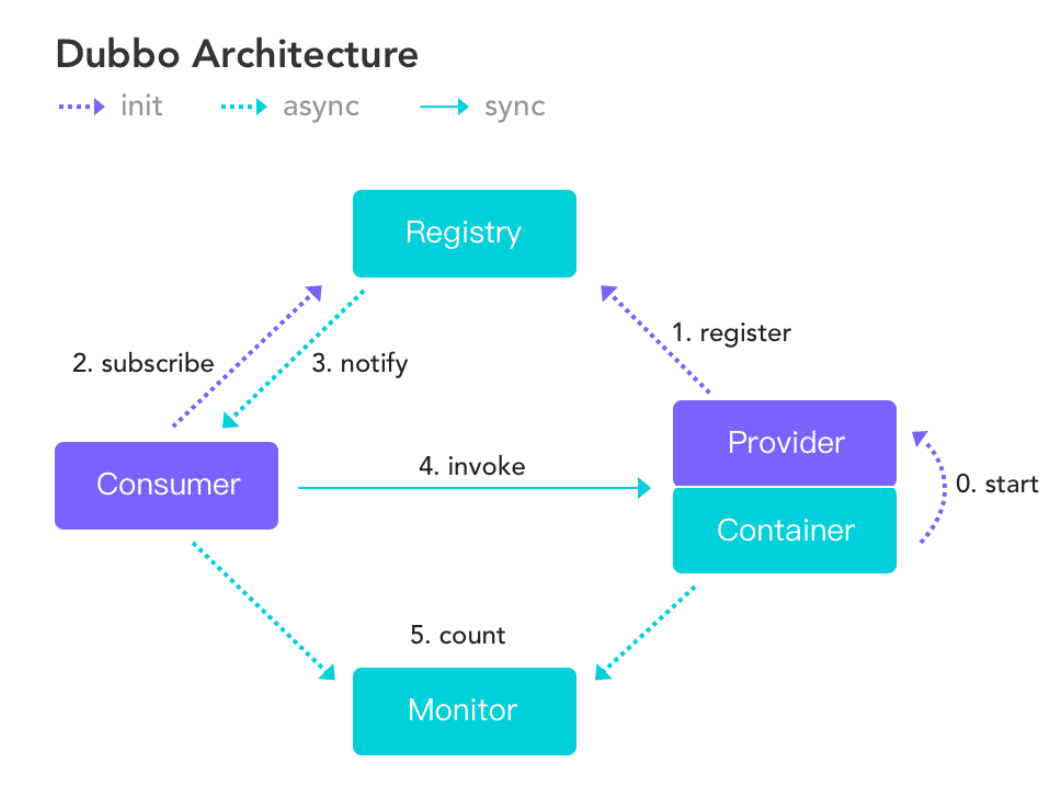 Dubbo Architecture
init async sync
Registry
1. register
2. subscribe 3. notify
Provider
4. invoke
Consumer 0. start
Container
5. count
Monitor